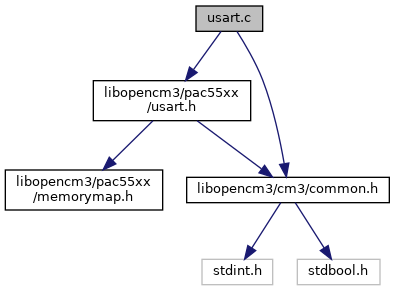 usart.c
libopencm3/pac55xx
/usart.h
libopencm3/pac55xx
/memorymap.h
libopencm3/cm3/common.h
stdint.h
stdbool.h